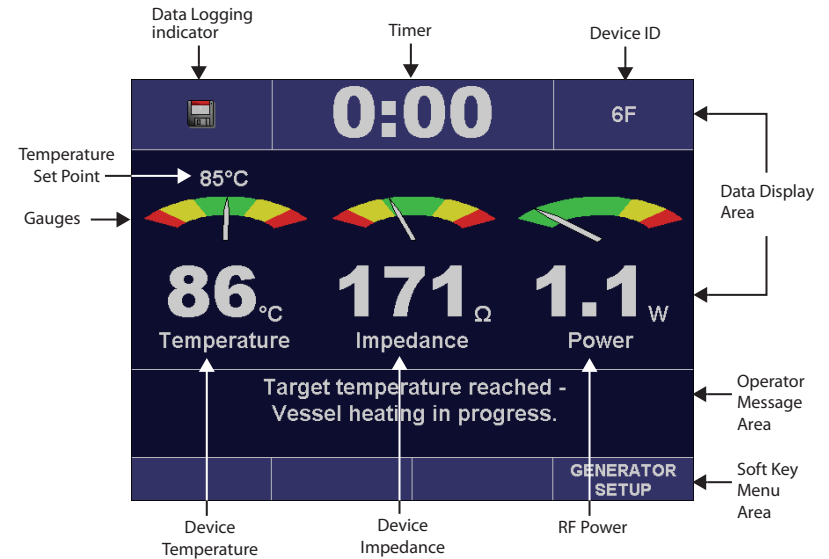 Data Logging
indicator
Timer
Device ID
0:00
6F
Temperature
Set Point
85°C
Gauges
Data Display
Area
86°C
171Ω
1.1W
Temperature
Impedance
Power
Target temperature reached -
Vessel heating in progress.
Operator
Message
Area
GENERATOR
SETUP
Soft Key
Menu
Area
Device
Temperature
Device
Impedance
RF Power